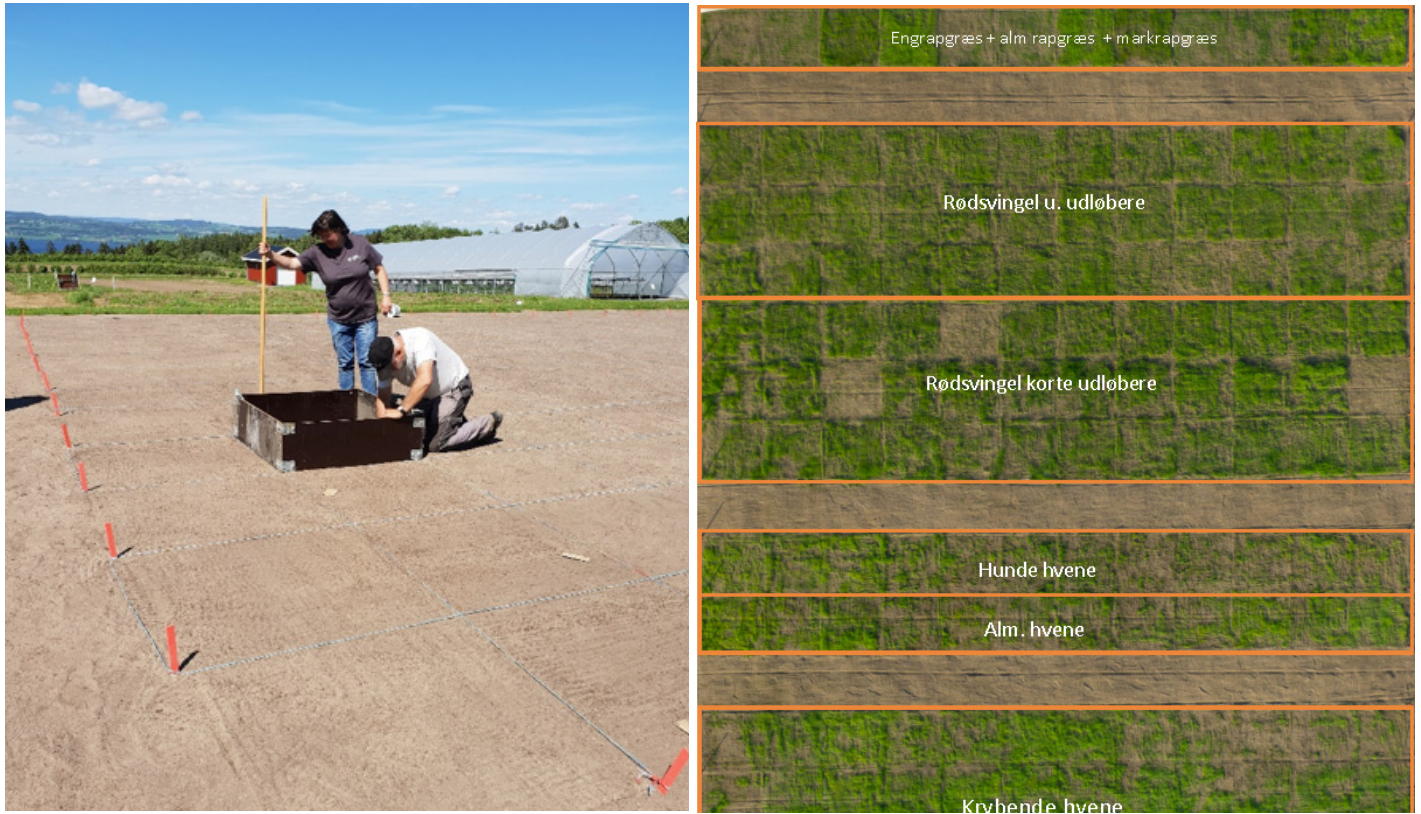 Engrapgræs + alm rapgræs + markrapgræs
Rødsvingel u. udløbere
Rødsvingel korte udløbere
Hunde hvene
Alm. hvene
Krybende hvene